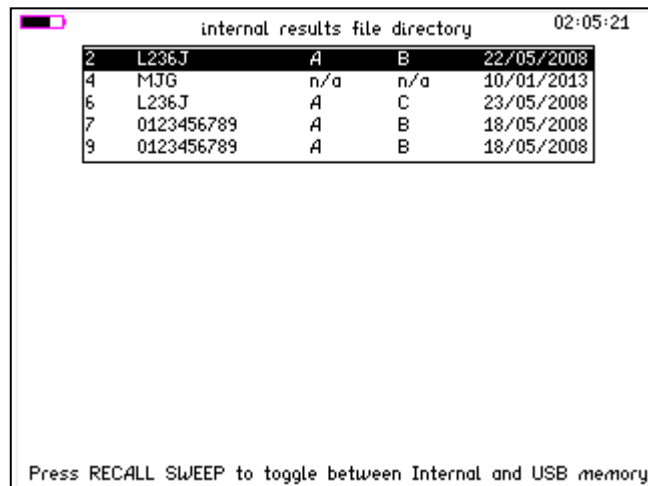 internal results file directory 02:05:21
2 L236J A B 22/05/2008
4 MJG n/a n/a 10/01/2013
6 L236J A C 23/05/2008
7 0123456789 A B 18/05/2008
9 0123456789 A B 18/05/2008
Press RECALL SWEEP to toggle between Internal and USB memory